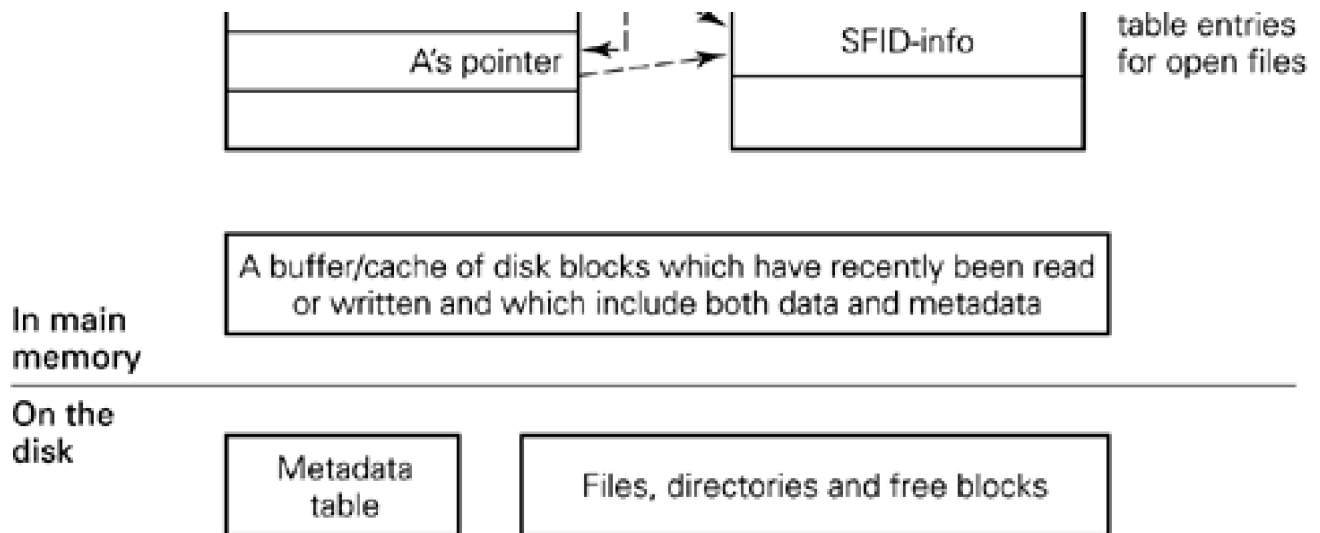 table entries
for open files
SFID-info
A's pointer
A buffer/cache of disk blocks which have recently been read
or written and which include both data and metadata
In main
memory
On the
disk
Metadata
table
Files, directories and free blocks